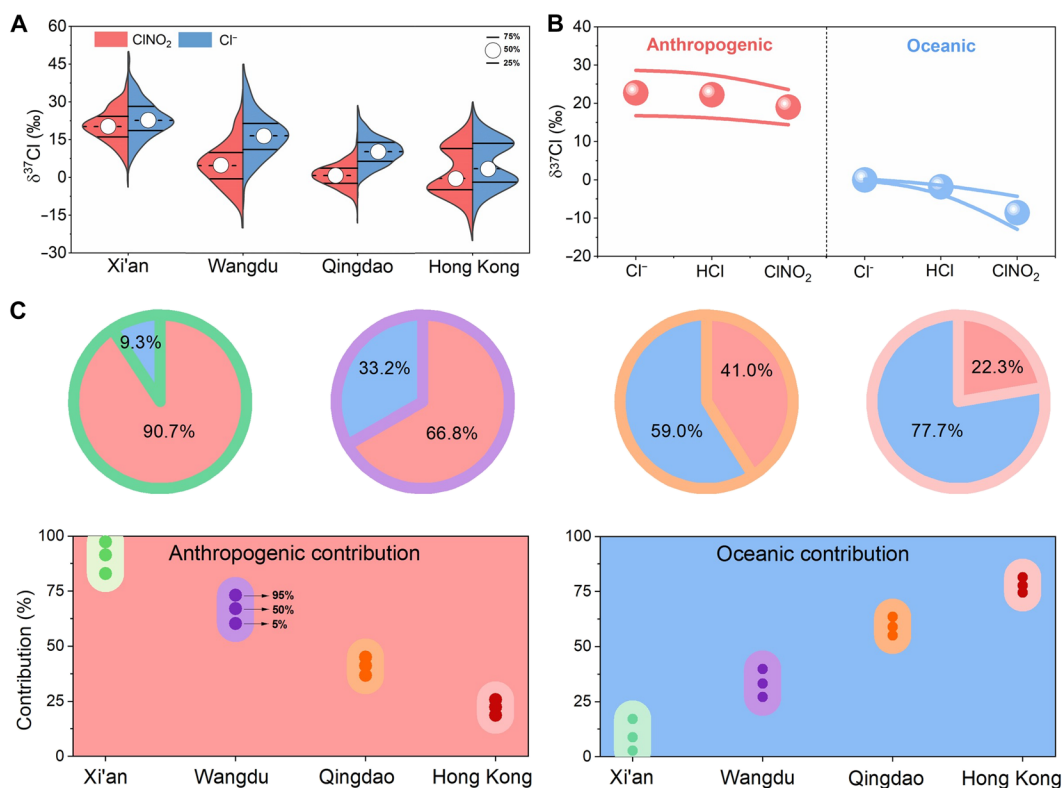 A
60
45
30
15
0
−15
−30
δ³⁷Cl (‰)
ClNO₂ Cl⁻
75%
50%
25%
Xi'an Wangdu Qingdao Hong Kong
B
40
30
20
10
0
−10
−20
δ³⁷Cl (‰)
Anthropogenic Oceanic
Cl⁻ HCl ClNO₂ Cl⁻ HCl ClNO₂
C
9.3%
90.7%
33.2%
66.8%
41.0%
59.0%
22.3%
77.7%
Contribution (%)
100
75
50
25
0
Anthropogenic contribution
95%
50%
5%
Xi'an Wangdu Qingdao Hong Kong
100
75
50
25
0
Oceanic contribution
Xi'an Wangdu Qingdao Hong Kong